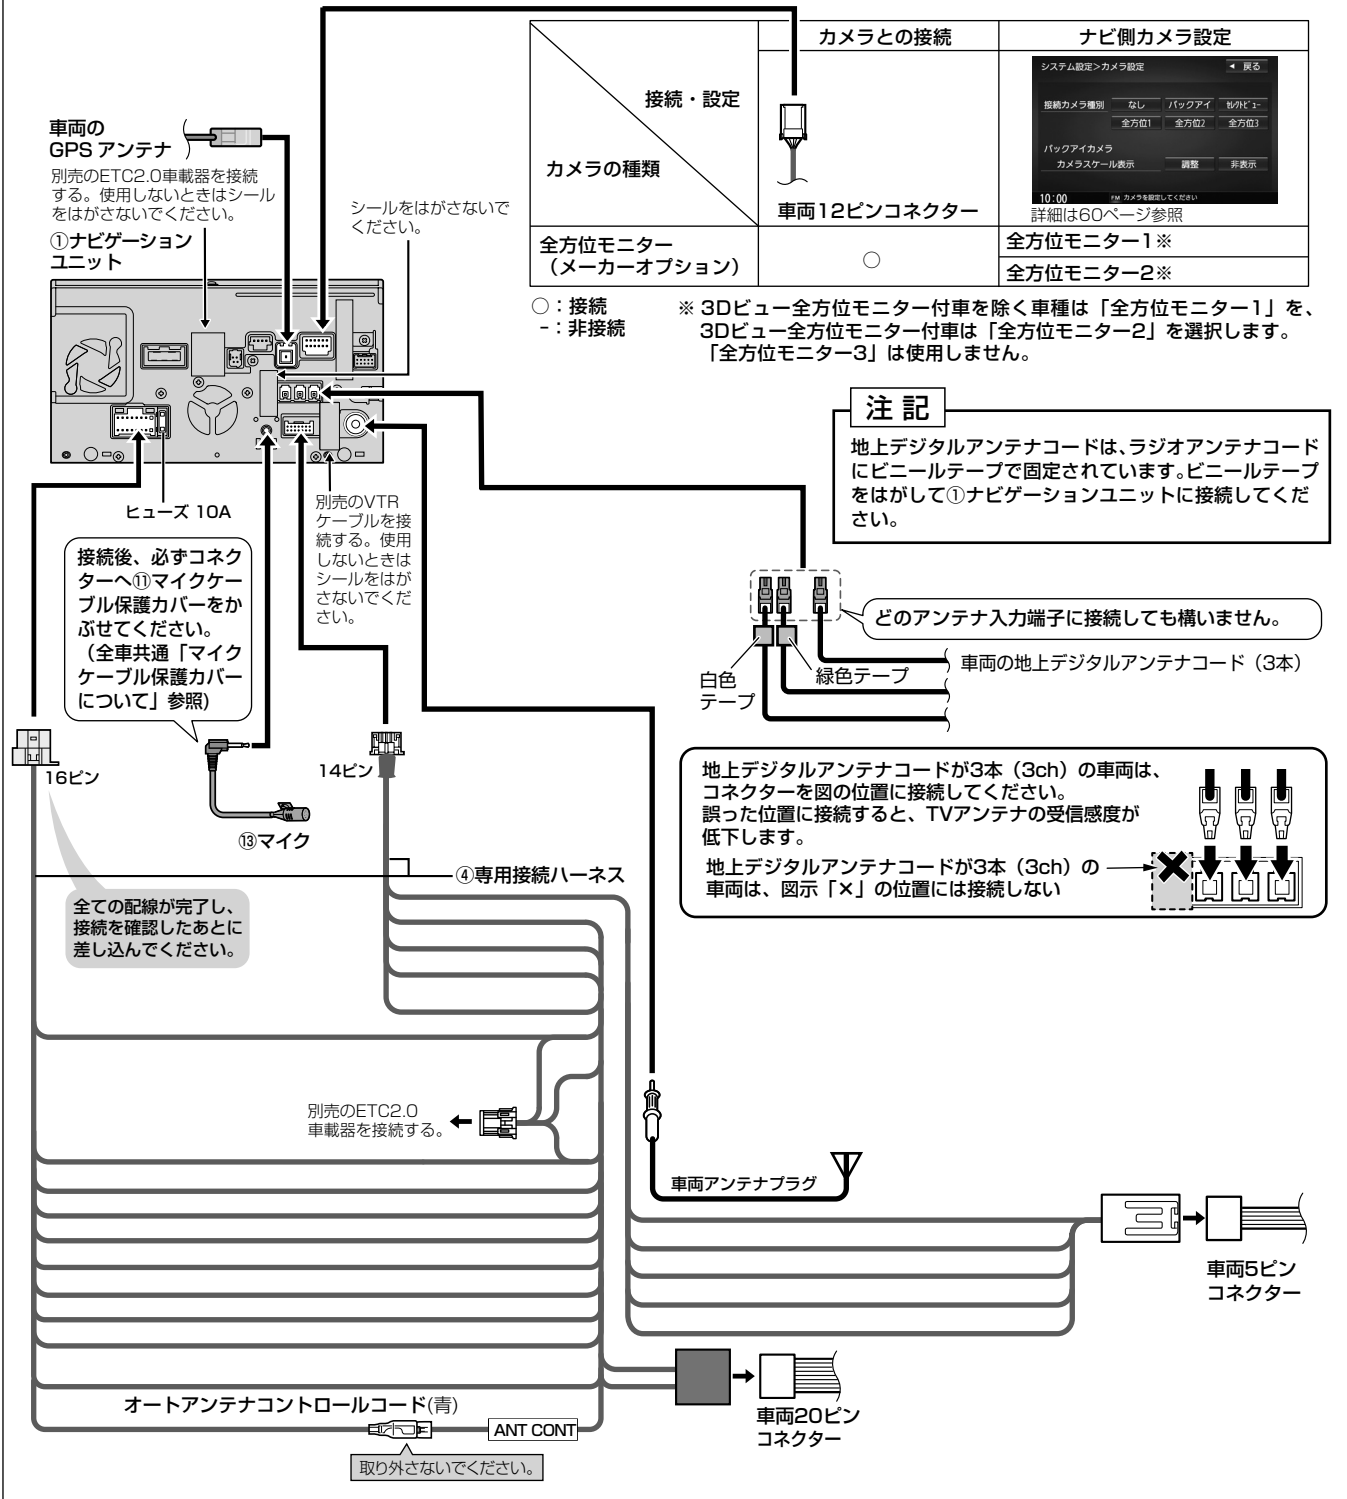 カメラとの接続
ナビ側カメラ設定
接続・設定
カメラの種類
車両12ピンコネクター
システム設定>カメラ設定
◀ 戻る
接続カメラ種別
なし
バックアイ
ｾﾚｸﾄﾋﾞｭｰ
全方位1
全方位2
全方位3
バックアイカメラ
カメラスケール表示
調整
非表示
10:00
FM カメラを設定してください
詳細は60ページ参照
全方位モニター
（メーカーオプション）
○
全方位モニター1※
全方位モニター2※
○：接続
-：非接続
※ 3Dビュー全方位モニター付車を除く車種は「全方位モニター1」を、
3Dビュー全方位モニター付車は「全方位モニター2」を選択します。
「全方位モニター3」は使用しません。
車両の
GPS アンテナ
別売のETC2.0車載器を接続
する。使用しないときはシール
をはがさないでください。
①ナビゲーション
ユニット
シールをはがさないで
ください。
注 記
地上デジタルアンテナコードは、ラジオアンテナコード
にビニールテープで固定されています。ビニールテープ
をはがして①ナビゲーションユニットに接続してくだ
さい。
ヒューズ 10A
別売のVTR
ケーブルを接
続する。使用
しないときは
シールをはが
さないでくだ
さい。
接続後、必ずコネク
ターへ⑪マイクケー
ブル保護カバーをか
ぶせてください。
（全車共通「マイク
ケーブル保護カバー
について」参照)
どのアンテナ入力端子に接続しても構いません。
白色
テープ
緑色テープ
車両の地上デジタルアンテナコード（3本）
16ピン
14ピン
⑬マイク
地上デジタルアンテナコードが3本（3ch）の車両は、
コネクターを図の位置に接続してください。
誤った位置に接続すると、TVアンテナの受信感度が
低下します。
地上デジタルアンテナコードが3本（3ch）の
車両は、図示「×」の位置には接続しない
④専用接続ハーネス
全ての配線が完了し、
接続を確認したあとに
差し込んでください。
別売のETC2.0
車載器を接続する。
車両アンテナプラグ
車両5ピン
コネクター
オートアンテナコントロールコード(青)
ANT CONT
取り外さないでください。
車両20ピン
コネクター